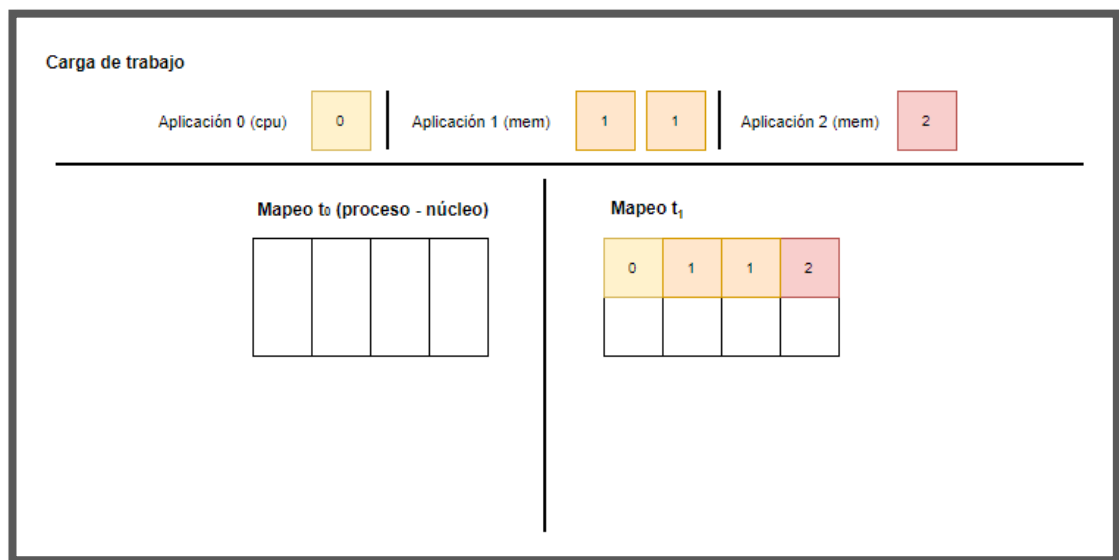 Carga de trabajo
Aplicación 0 (cpu) 0 Aplicación 1 (mem) 1 1 Aplicación 2 (mem) 2
Mapeo t₀ (proceso - núcleo)
Mapeo t₁
0 1 1 2